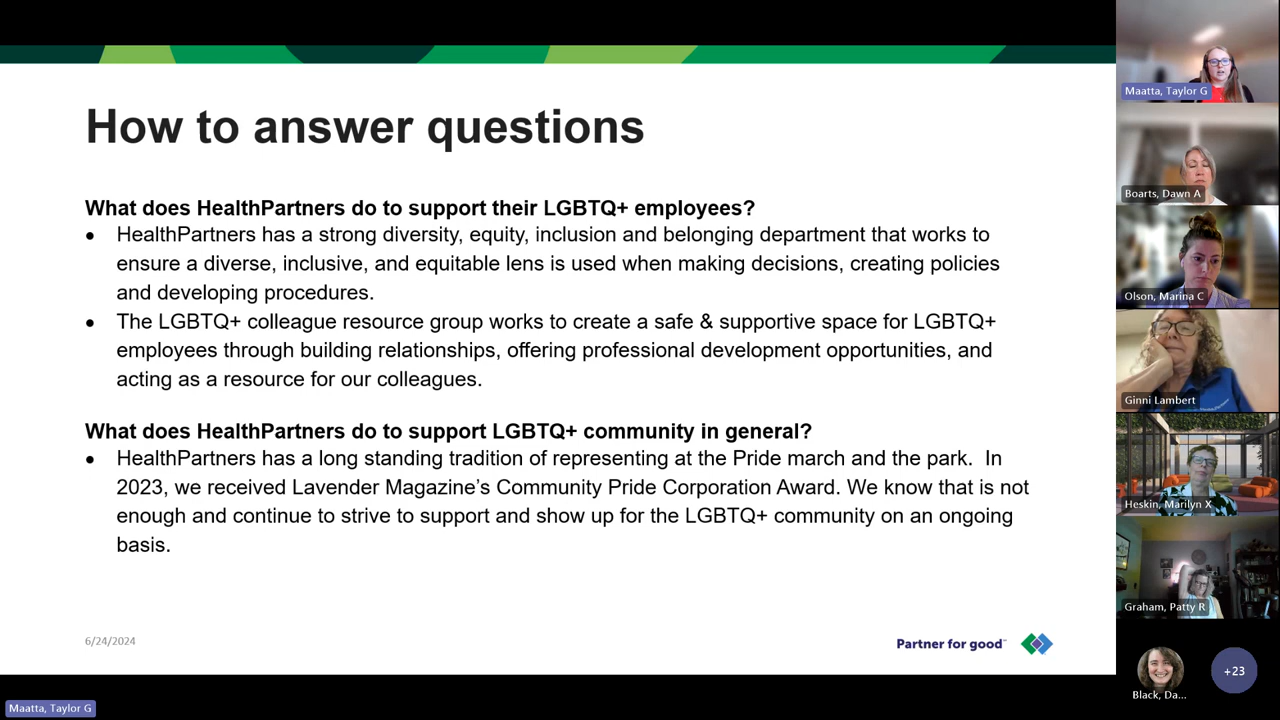 How to answer questions
What does HealthPartners do to support their LGBTQ+ employees?
● HealthPartners has a strong diversity, equity, inclusion and belonging department that works to
ensure a diverse, inclusive, and equitable lens is used when making decisions, creating policies
and developing procedures.
● The LGBTQ+ colleague resource group works to create a safe & supportive space for LGBTQ+
employees through building relationships, offering professional development opportunities, and
acting as a resource for our colleagues.
What does HealthPartners do to support LGBTQ+ community in general?
● HealthPartners has a long standing tradition of representing at the Pride march and the park. In
2023, we received Lavender Magazine’s Community Pride Corporation Award. We know that is not
enough and continue to strive to support and show up for the LGBTQ+ community on an ongoing
basis.
6/24/2024
Partner for good
Maatta, Taylor G
Maatta, Taylor G
Boarts, Dawn A
Olson, Marina C
Ginni Lambert
Heskin, Marilyn X
Graham, Patty R
Black, Da...
+23